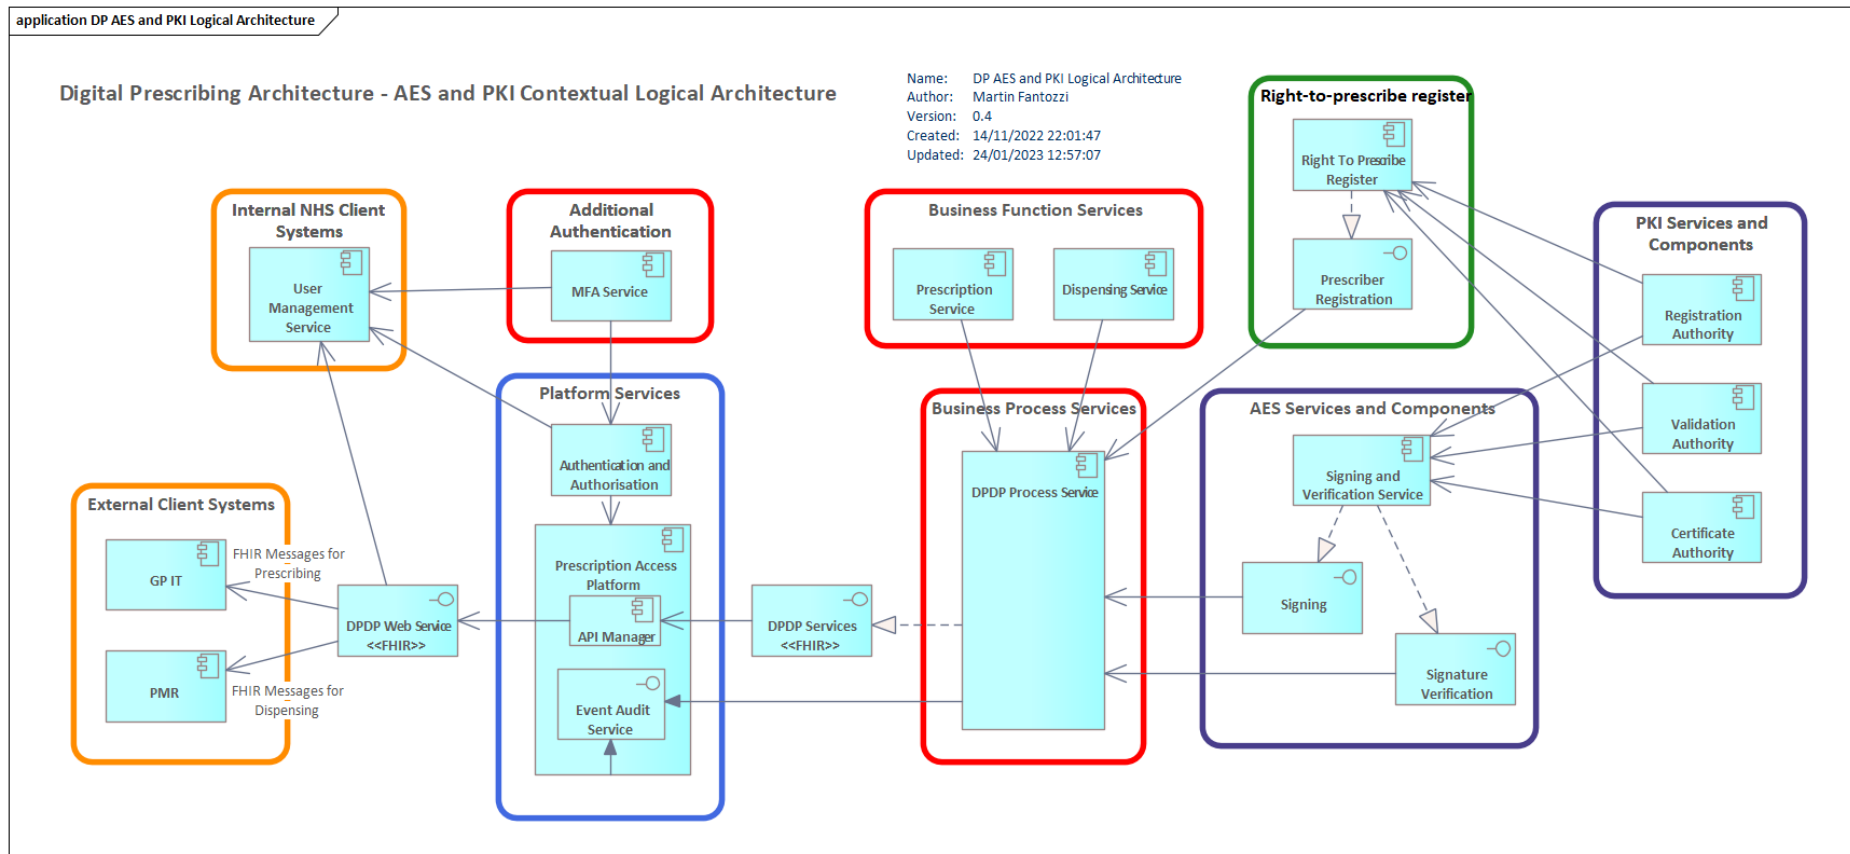 application DP AES and PKI Logical Architecture
Digital Prescribing Architecture - AES and PKI Contextual Logical Architecture
Name: DP AES and PKI Logical Architecture
Author: Martin Fantozzi
Version: 0.4
Created: 14/11/2022 22:01:47
Updated: 24/01/2023 12:57:07
Internal NHS Client
Systems
User
Management
Service
Additional
Authentication
MFA Service
Business Function Services
Prescription
Service
Dispensing Service
Right-to-prescribe register
Right To Prescribe
Register
Prescriber
Registration
PKI Services and
Components
Registration
Authority
Validation
Authority
Certificate
Authority
Platform Services
Authentication and
Authorisation
Prescription Access
Platform
API Manager
Event Audit
Service
Business Process Services
DPDP Process Service
AES Services and Components
Signing and
Verification Service
Signing
Signature
Verification
External Client Systems
GP IT
PMR
FHIR Messages for
Prescribing
FHIR Messages for
Dispensing
DPDP Web Service
<<FHIR>>
DPDP Services
<<FHIR>>